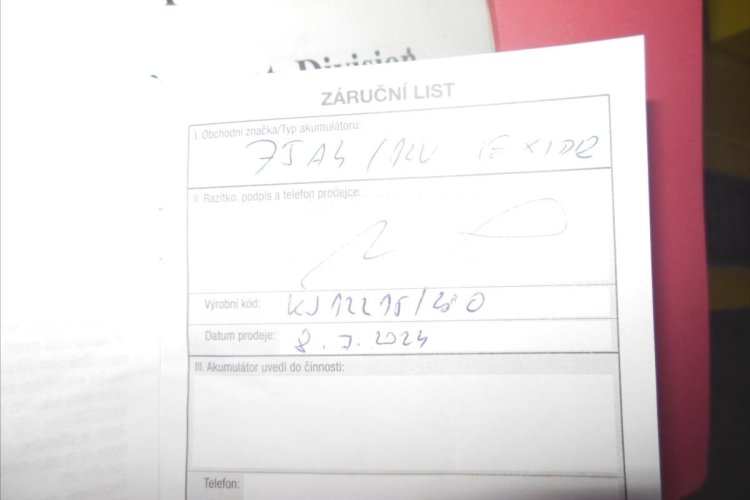 Division
ZÁRUČNÍ LIST
I. Obchodní značka/Typ akumulátoru:
75Ah /12V EXIDE
II. Razítko, podpis a telefon prodejce:
Výrobní kód:
Datum prodeje: 8.7.2024
III. Akumulátor uvedl do činnosti:
Telefon: